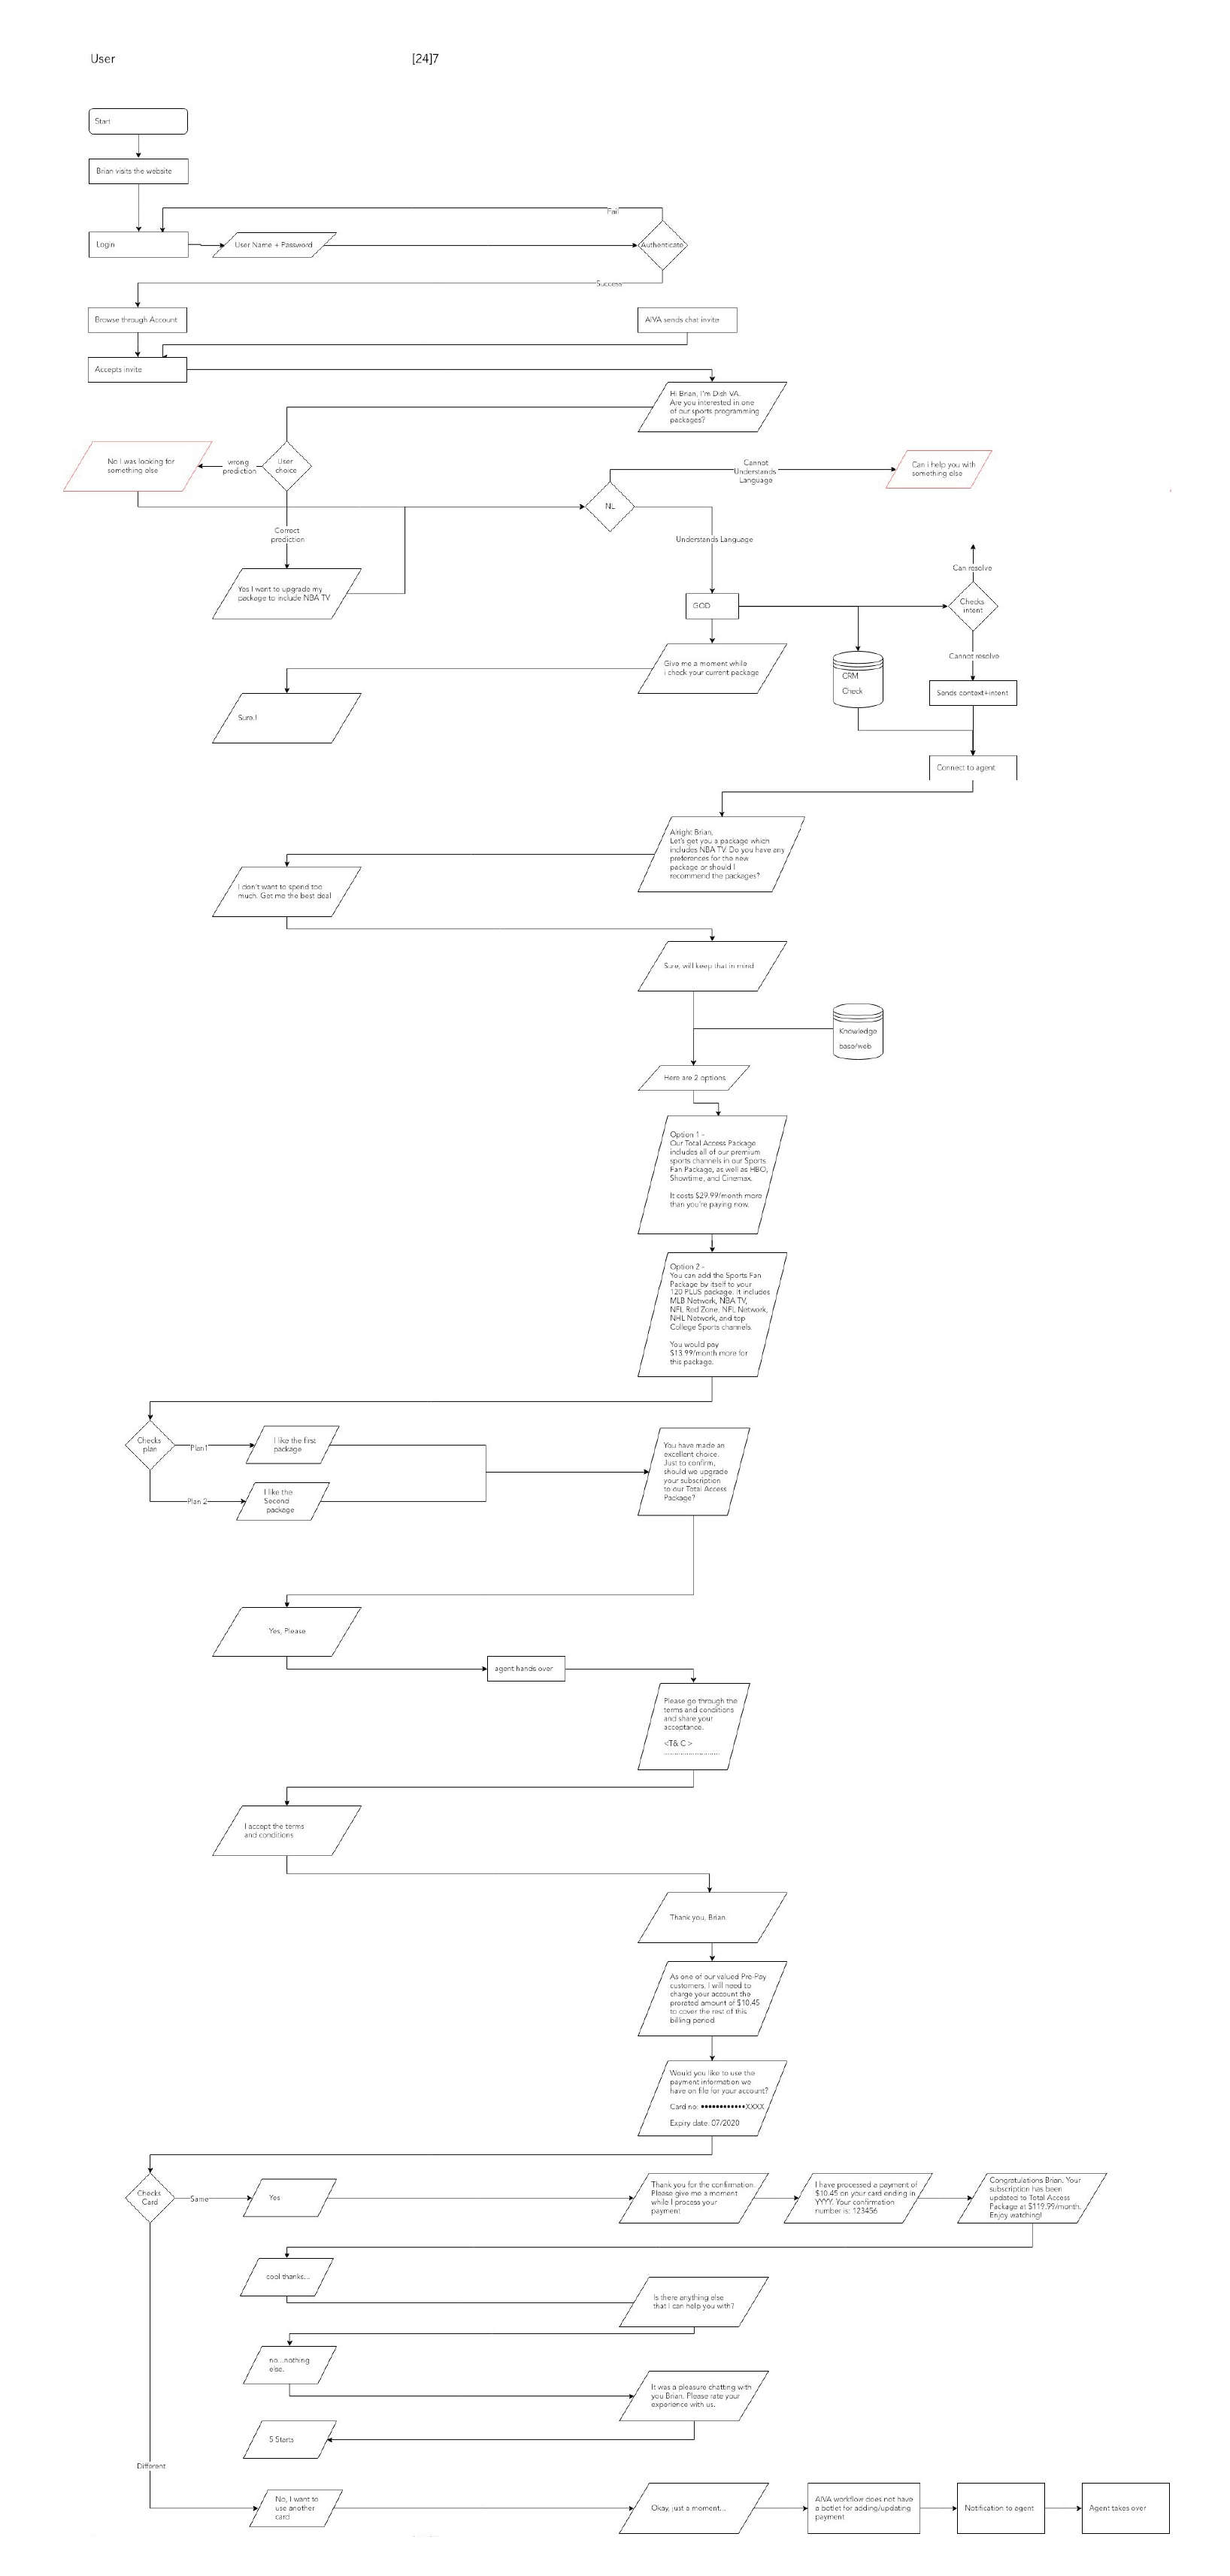 User
[24]7
Start
Brian visits the website
Fail
Login
User Name + Password
Authenticate
Success
Browse through Account
AIVA sends chat invite
Accepts invite
Hi Brian, I'm Dish VA.
Are you interested in one
of our sports programming
packages?
No I was looking for
something else
wrong
prediction
User
choice
Cannot
Understands
Language
Can i help you with
something else
NL
Correct
prediction
Understands Language
Can resolve
Yes I want to upgrade my
package to include NBA TV
GOD
Checks
intent
Give me a moment while
i check your current package
Cannot resolve
CRM
Check
Sends context+intent
Sure.!
Connect to agent
Alright Brian,
Let's get you a package which
includes NBA TV. Do you have any
preferences for the new
package or should I
recommend the packages?
I don't want to spend too
much. Get me the best deal
Sure, will keep that in mind
Knowledge
base/web
Here are 2 options
Option 1 -
Our Total Access Package
includes all of our premium
sports channels in our Sports
Fan Package, as well as HBO,
Showtime, and Cinemax.
It costs $29.99/month more
than you're paying now.
Option 2 -
You can add the Sports Fan
Package by itself to your
120 PLUS package. It includes
MLB Network, NBA TV,
NFL Red Zone, NFL Network,
NHL Network, and top
College Sports channels.
You would pay
$13.99/month more for
this package.
Checks
plan
Plan1
I like the first
package
You have made an
excellent choice.
Just to confirm,
should we upgrade
your subscription
to our Total Access
Package?
Plan 2
I like the
Second
package
Yes, Please
agent hands over
Please go through the
terms and conditions
and share your
acceptance.
<T& C >
............................
I accept the terms
and conditions
Thank you, Brian
As one of our valued Pre-Pay
customers, I will need to
charge your account the
prorated amount of $10.45
to cover the rest of this
billing period
Would you like to use the
payment information we
have on file for your account?
Card no: ••••••••••••XXXX
Expiry date: 07/2020
Checks
Card
Same
Yes
Thank you for the confirmation.
Please give me a moment
while I process your
payment
I have processed a payment of
$10.45 on your card ending in
YYYY. Your confirmation
number is: 123456
Congratulations Brian. Your
subscription has been
updated to Total Access
Package at $119.99/month.
Enjoy watching!
cool thanks...
Is there anything else
that I can help you with?
no...nothing
else.
It was a pleasure chatting with
you Brian. Please rate your
experience with us.
5 Starts
Different
No, I want to
use another
card
Okay, just a moment...
AIVA workflow does not have
a botlet for adding/updating
payment
Notification to agent
Agent takes over